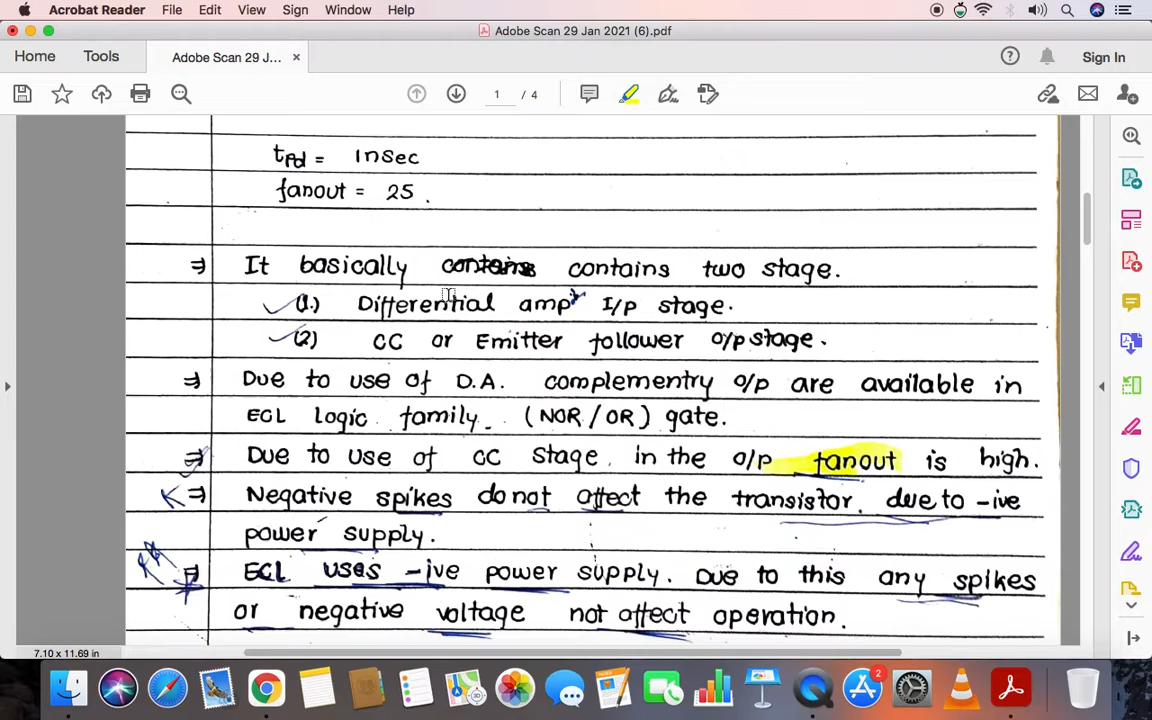 Acrobat Reader File Edit View Sign Window Help
Adobe Scan 29 Jan 2021 (6).pdf
Home Tools Adobe Scan 29 J... × Sign In
1 / 4
tpd = 1nsec
fanout = 25.
⇒ It basically contains two stage.
(1.) Differential ampr I/p stage.
(2) CC or Emitter follower o/p stage.
⇒ Due to use of D.A. complementry o/p are available in
ECL logic family. (NOR/OR) gate.
⇒ Due to use of CC stage in the o/p fanout is high.
⇒ Negative spikes do not affect the transistor. due to -ive
power supply.
⇒ ECL uses -ive power supply. Due to this any spikes
or negative voltage not affect operation.
7.10 x 11.69 in
2